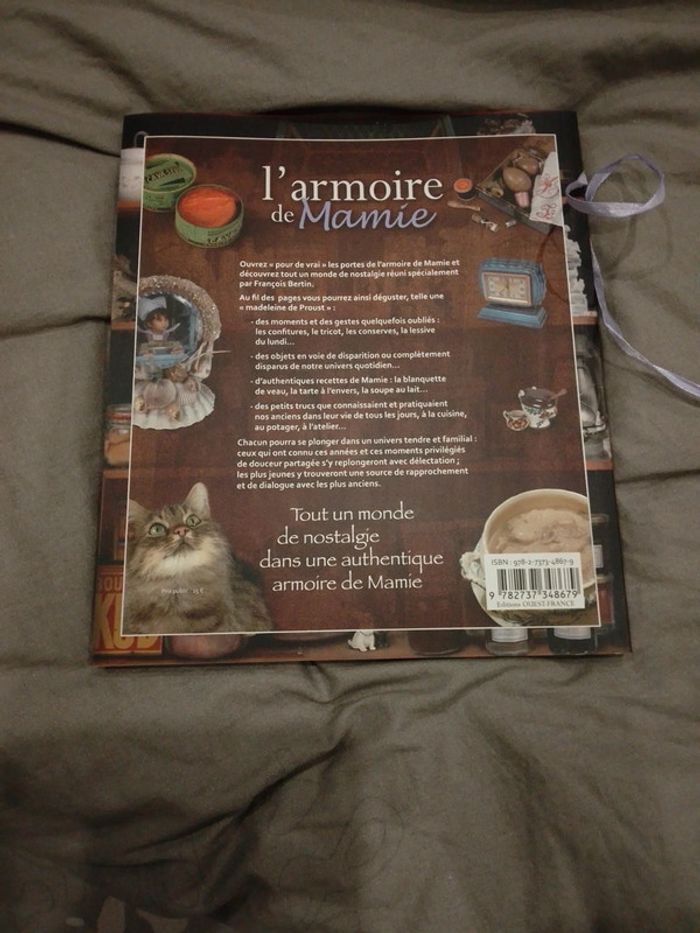 l'armoire
de Mamie
Ouvrez « pour de vrai » les portes de l'armoire de Mamie et
découvrez tout un monde de nostalgie réuni spécialement
par François Bertin.
Au fil des pages vous pourrez ainsi déguster, telle une
« madeleine de Proust » :
- des moments et des gestes quelquefois oubliés :
les confitures, le tricot, les conserves, la lessive
du lundi...
- des objets en voie de disparition ou complètement
disparus de notre univers quotidien...
- d'authentiques recettes de Mamie : la blanquette
de veau, la tarte à l'envers, la soupe au lait...
- des petits trucs que connaissaient et pratiquaient
nos anciens dans leur vie de tous les jours, à la cuisine,
au potager, à l'atelier...
Chacun pourra se plonger dans un univers tendre et familial :
ceux qui ont connu ces années et ces moments privilégiés
de douceur partagée s'y replongeront avec délectation ;
les plus jeunes y trouveront une source de rapprochement
et de dialogue avec les plus anciens.
Tout un monde
de nostalgie
dans une authentique
armoire de Mamie
ISBN : 978-2-7373-4867-9
9 782737 348679
Editions OUEST-FRANCE
Prix public : 15 €
KUB